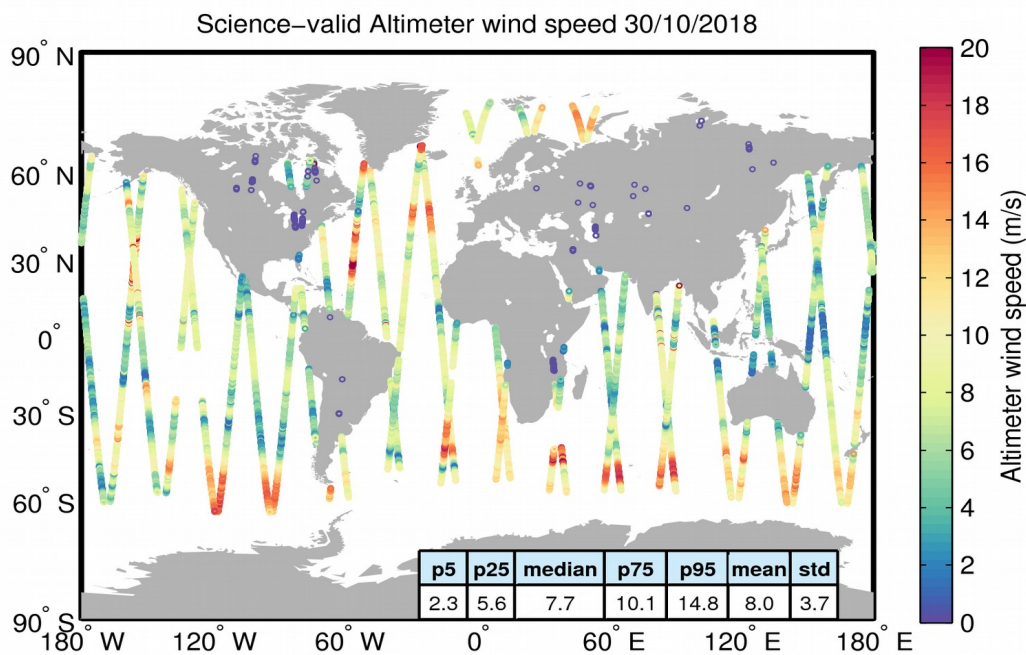 Science−valid Altimeter wind speed 30/10/2018
90° N
60° N
30° N
0°
30° S
60° S
90° S
180° W
120° W
60° W
0°
60° E
120° E
180° E
p5 p25 median p75 p95 mean std
2.3 5.6 7.7 10.1 14.8 8.0 3.7
20
18
16
14
12
10
8
6
4
2
0
Altimeter wind speed (m/s)